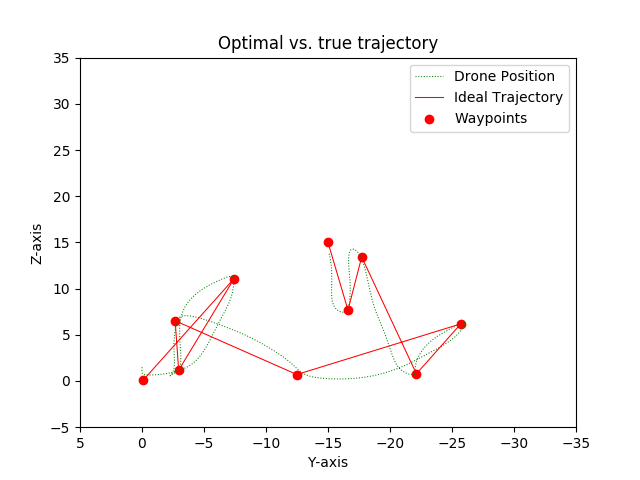 Optimal vs. true trajectory
Drone Position
Ideal Trajectory
Waypoints
35
30
25
20
15
10
5
0
−5
Z-axis
5 0 −5 −10 −15 −20 −25 −30 −35
Y-axis